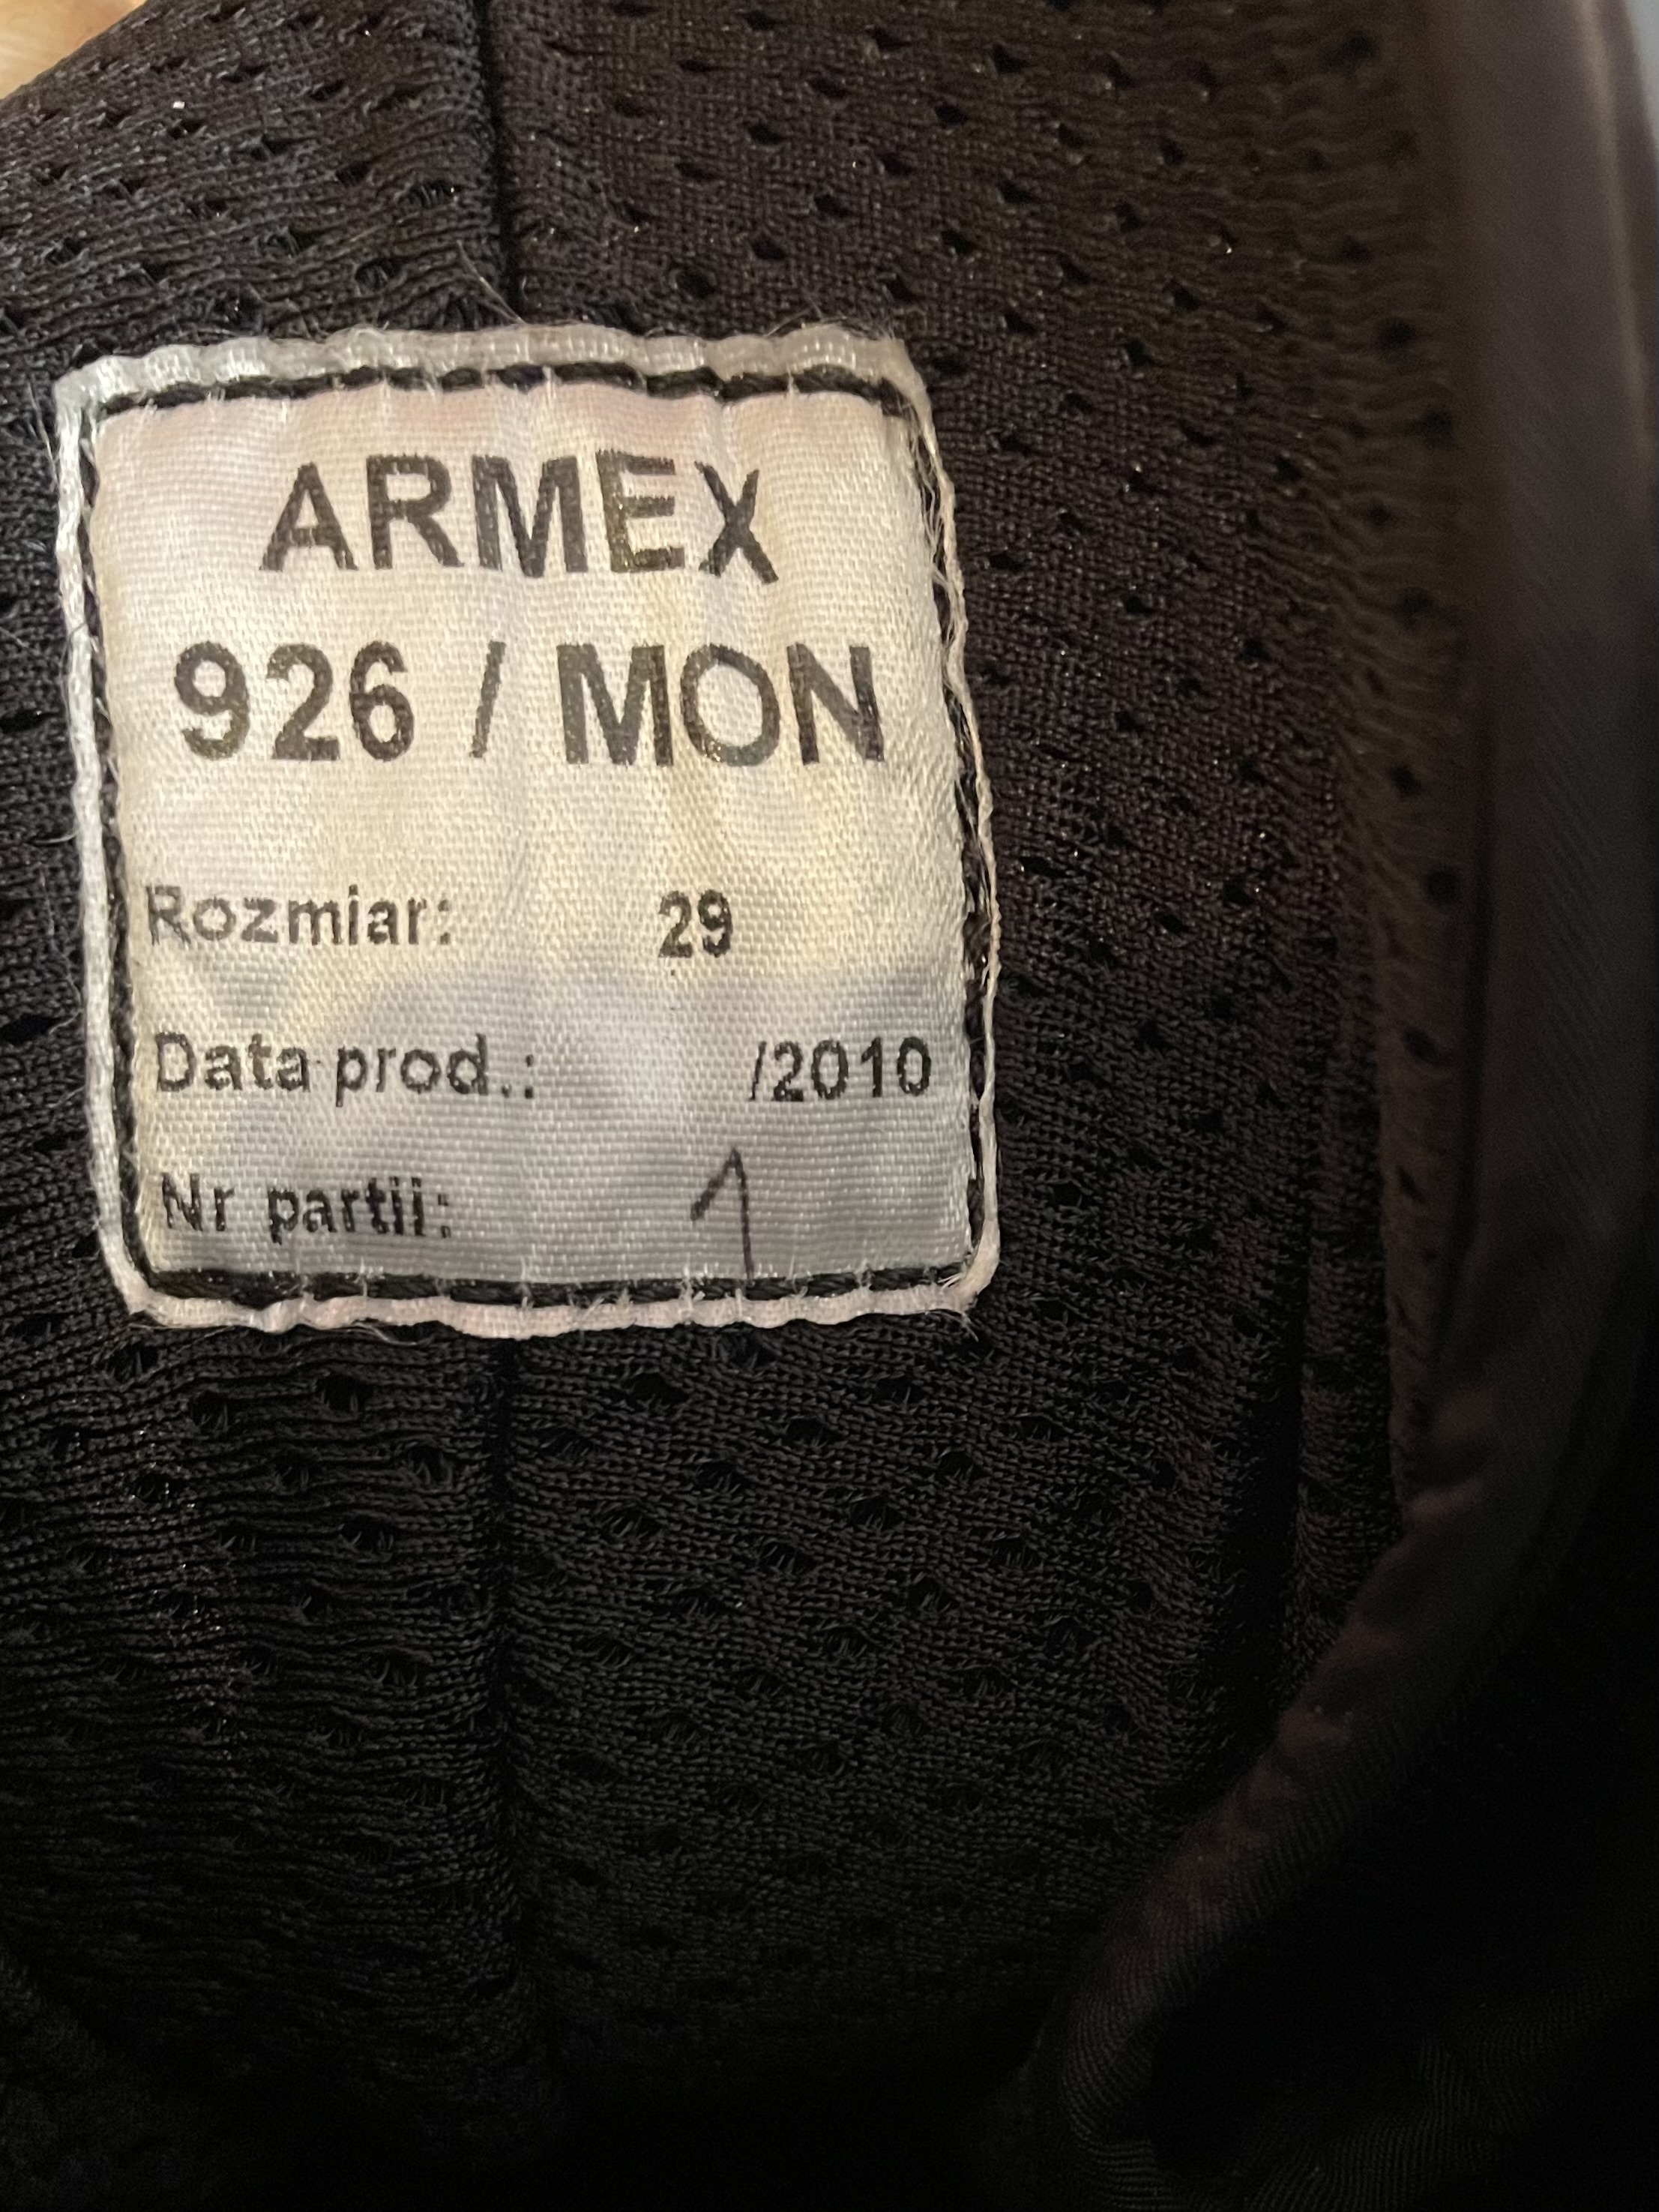 ARMEX
926 / MON
Rozmiar: 29
Data prod.: /2010
Nr partii: 1